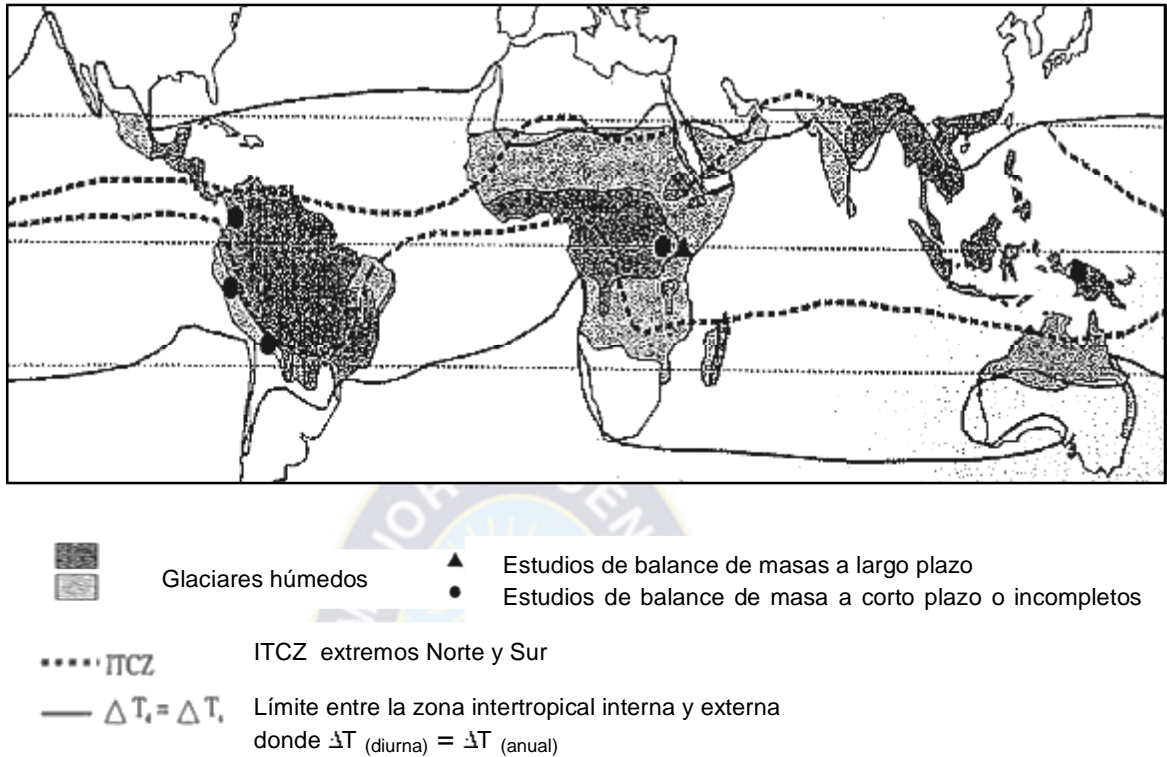 Glaciares húmedos
▲ Estudios de balance de masas a largo plazo
● Estudios de balance de masa a corto plazo o incompletos
ITCZ
ITCZ extremos Norte y Sur
Δ T = Δ T
Límite entre la zona intertropical interna y externa
donde ΔT (diurna) = ΔT (anual)